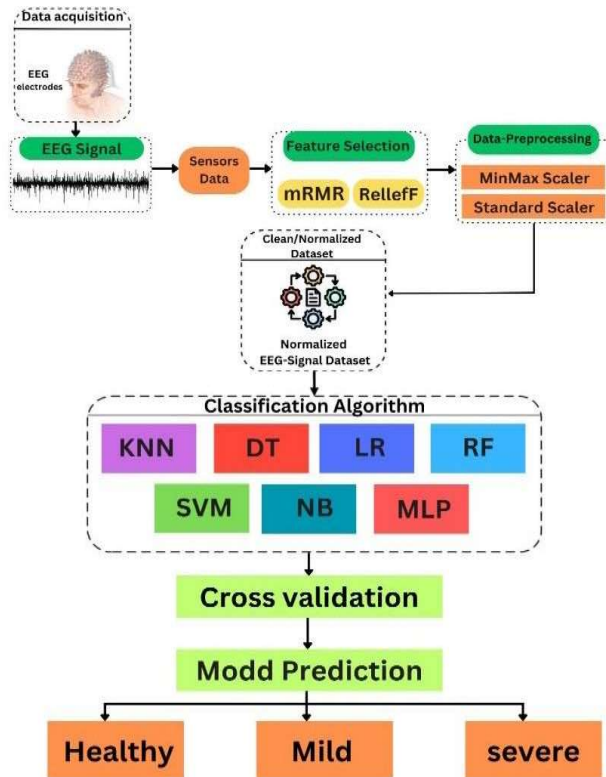 Data acquisition
EEG
electrodes
EEG Signal
Sensors
Data
Feature Selection
mRMR
RellefF
Data-Preprocessing
MinMax Scaler
Standard Scaler
Clean/Normalized
Dataset
Normalized
EEG-Signal Dataset
Classification Algorithm
KNN
DT
LR
RF
SVM
NB
MLP
Cross validation
Modd Prediction
Healthy
Mild
severe